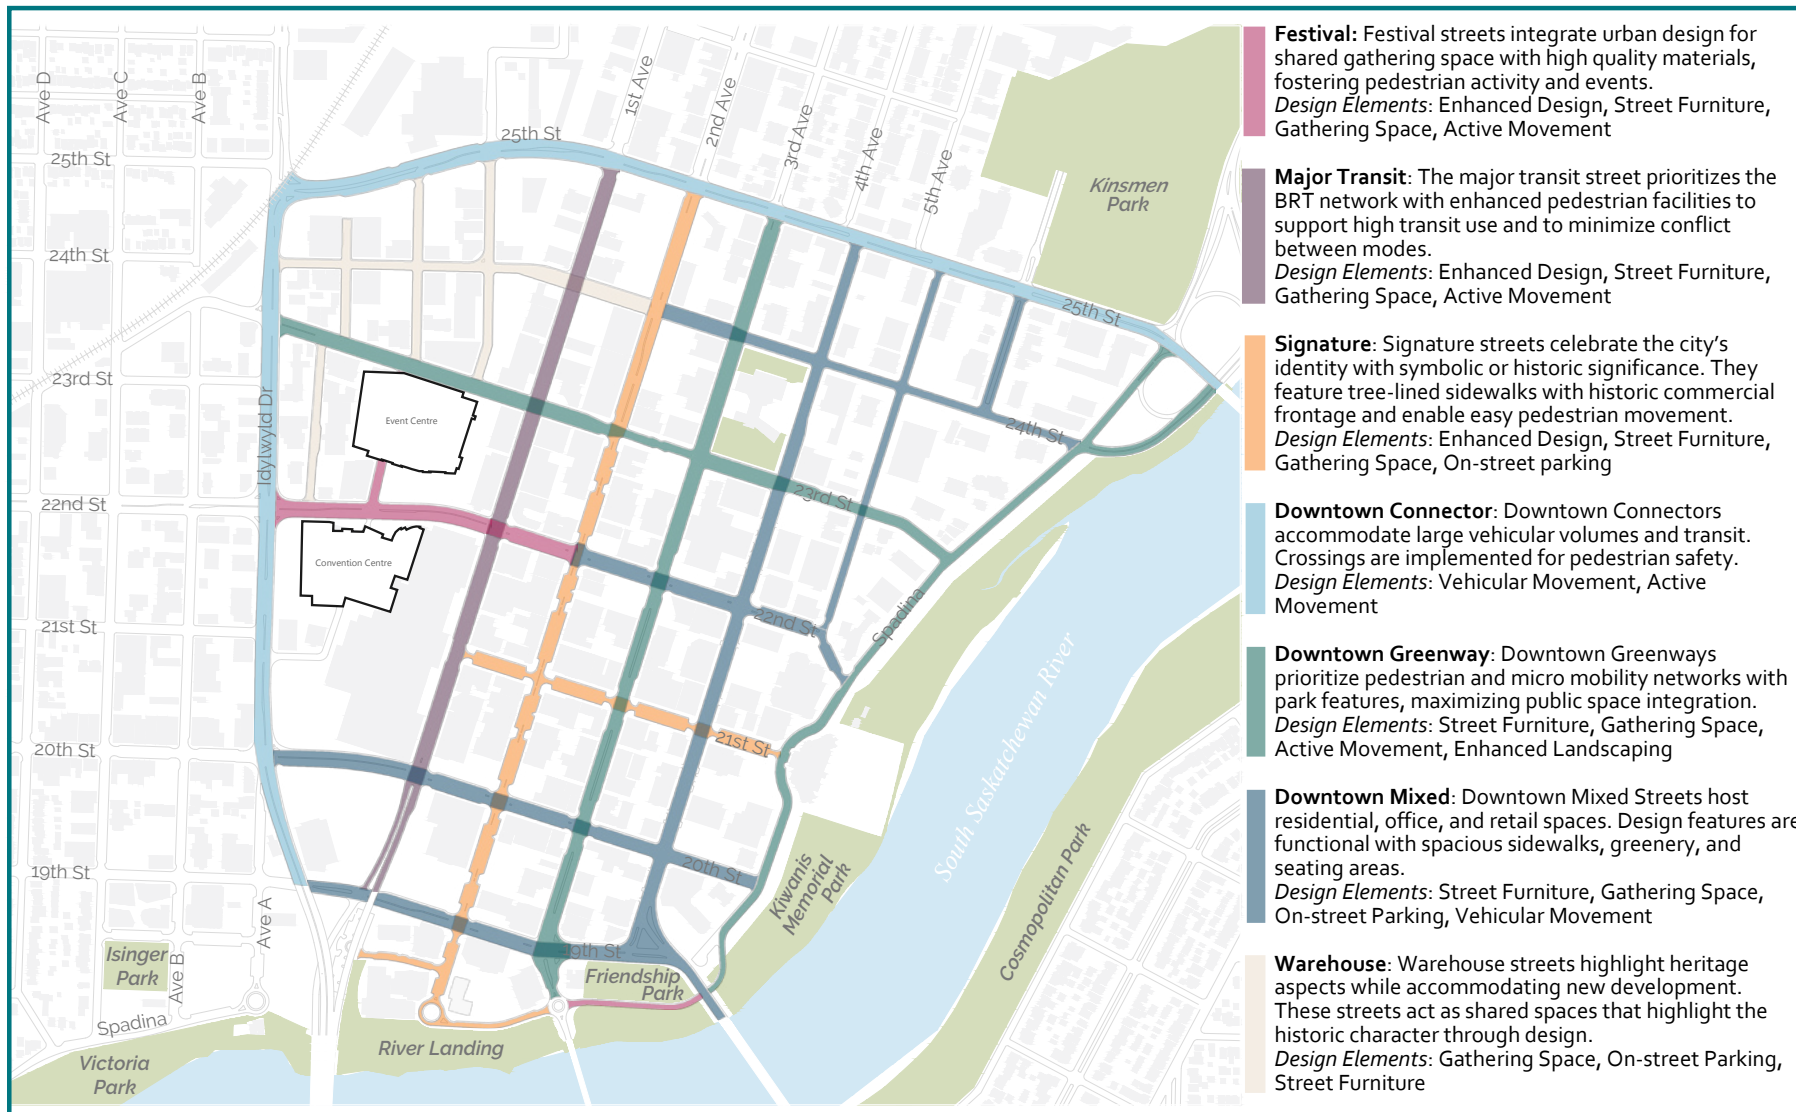 Ave D
Ave C
Ave B
1st Ave
2nd Ave
3rd Ave
4th Ave
5th Ave
25th St
25th St
25th St
Kinsmen
Park
24th St
24th St
23rd St
23rd St
Idylwyld Dr
Event Centre
22nd St
22nd St
Convention Centre
21st St
21st St
Spadina
South Saskatchewan River
20th St
20th St
19th St
19th St
Ave A
Ave B
Isinger
Park
Kiwanis
Memorial
Park
Cosmopolitan Park
Friendship
Park
Spadina
River Landing
Victoria
Park
Festival: Festival streets integrate urban design for
shared gathering space with high quality materials,
fostering pedestrian activity and events.
Design Elements: Enhanced Design, Street Furniture,
Gathering Space, Active Movement
Major Transit: The major transit street prioritizes the
BRT network with enhanced pedestrian facilities to
support high transit use and to minimize conflict
between modes.
Design Elements: Enhanced Design, Street Furniture,
Gathering Space, Active Movement
Signature: Signature streets celebrate the city's
identity with symbolic or historic significance. They
feature tree-lined sidewalks with historic commercial
frontage and enable easy pedestrian movement.
Design Elements: Enhanced Design, Street Furniture,
Gathering Space, On-street parking
Downtown Connector: Downtown Connectors
accommodate large vehicular volumes and transit.
Crossings are implemented for pedestrian safety.
Design Elements: Vehicular Movement, Active
Movement
Downtown Greenway: Downtown Greenways
prioritize pedestrian and micro mobility networks with
park features, maximizing public space integration.
Design Elements: Street Furniture, Gathering Space,
Active Movement, Enhanced Landscaping
Downtown Mixed: Downtown Mixed Streets host
residential, office, and retail spaces. Design features are
functional with spacious sidewalks, greenery, and
seating areas.
Design Elements: Street Furniture, Gathering Space,
On-street Parking, Vehicular Movement
Warehouse: Warehouse streets highlight heritage
aspects while accommodating new development.
These streets act as shared spaces that highlight the
historic character through design.
Design Elements: Gathering Space, On-street Parking,
Street Furniture